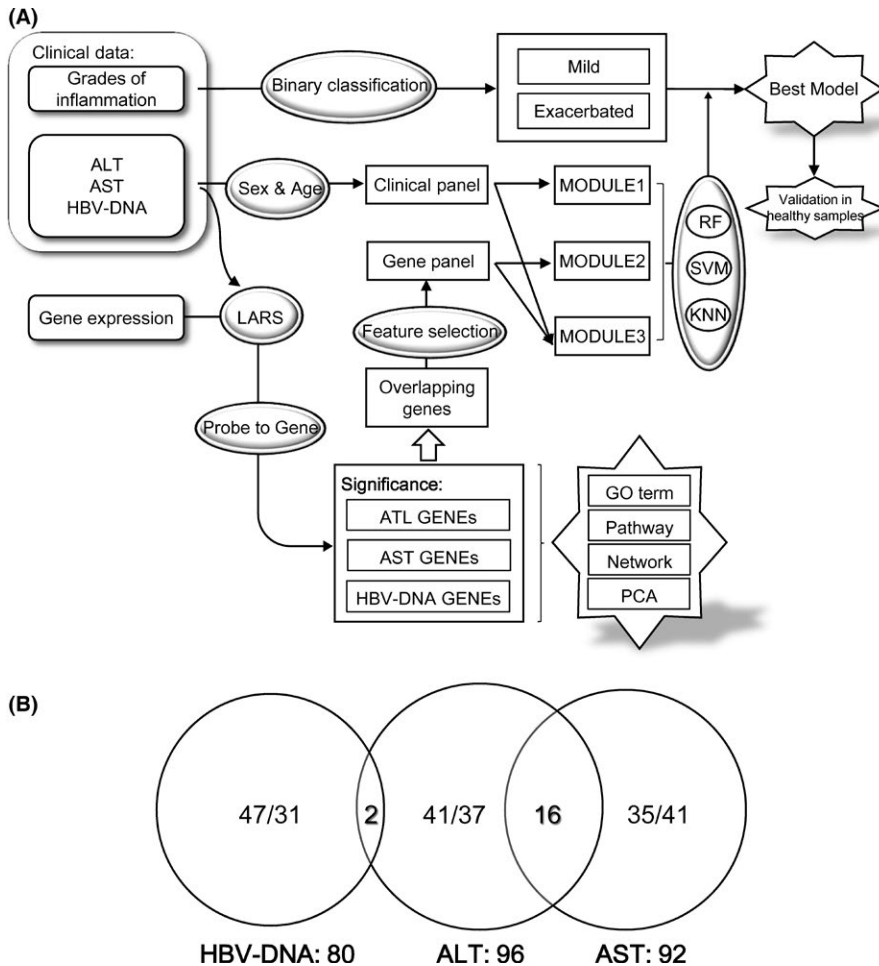 (A)
Clinical data:
Grades of
inflammation
Binary classification
Mild
Exacerbated
Best Model
ALT
AST
HBV-DNA
Sex & Age
Clinical panel
MODULE1
RF
Validation in
healthy samples
Gene panel
MODULE2
SVM
Gene expression
LARS
Feature selection
MODULE3
KNN
Overlapping
genes
Probe to Gene
Significance:
ATL GENEs
AST GENEs
HBV-DNA GENEs
GO term
Pathway
Network
PCA
(B)
47/31
2
41/37
16
35/41
HBV-DNA: 80
ALT: 96
AST: 92